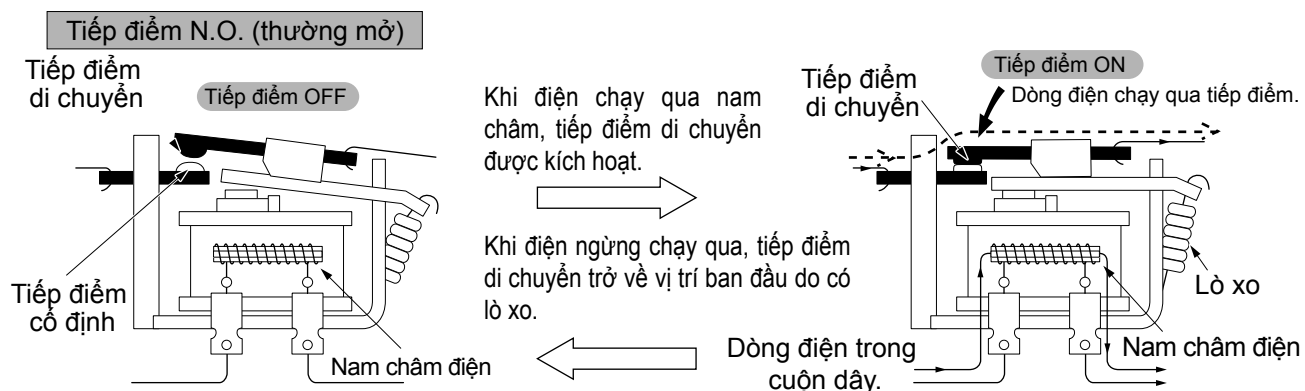 Tiếp điểm N.O. (thường mở)
Tiếp điểm
di chuyển
Tiếp điểm OFF
Tiếp điểm
cố định
Nam châm điện
Khi điện chạy qua nam
châm, tiếp điểm di chuyển
được kích hoạt.
Khi điện ngừng chạy qua, tiếp điểm
di chuyển trở về vị trí ban đầu do có
lò xo.
Tiếp điểm ON
Tiếp điểm
di chuyển
Dòng điện chạy qua tiếp điểm.
Lò xo
Nam châm điện
Dòng điện trong
cuộn dây.